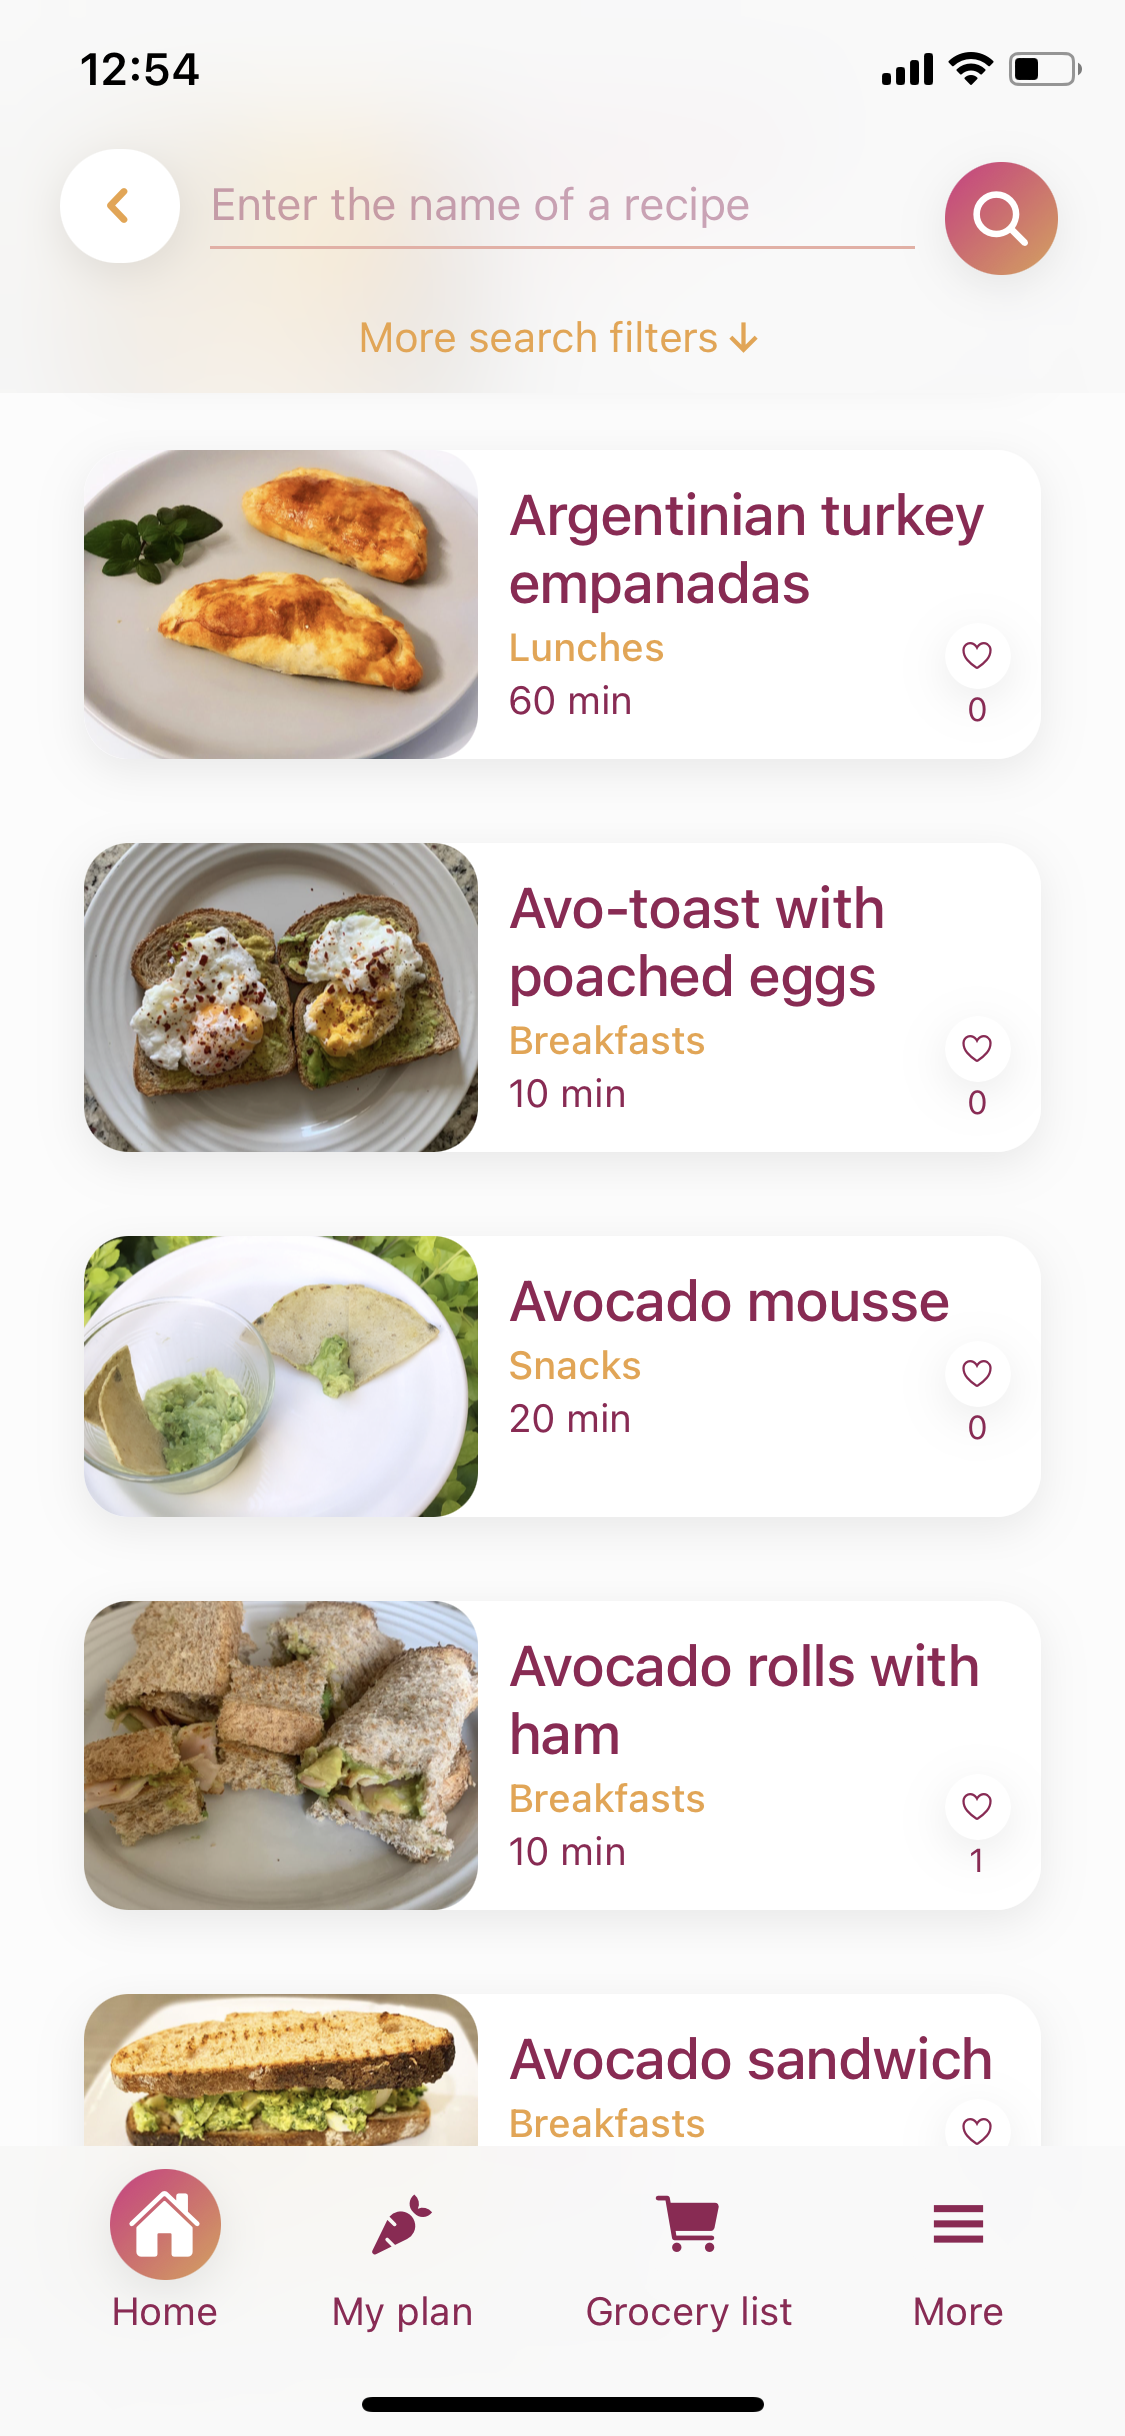 12:54
Enter the name of a recipe
More search filters ↓
Argentinian turkey
empanadas
Lunches
60 min
0
Avo-toast with
poached eggs
Breakfasts
10 min
0
Avocado mousse
Snacks
20 min
0
Avocado rolls with
ham
Breakfasts
10 min
1
Avocado sandwich
Breakfasts
Home
My plan
Grocery list
More